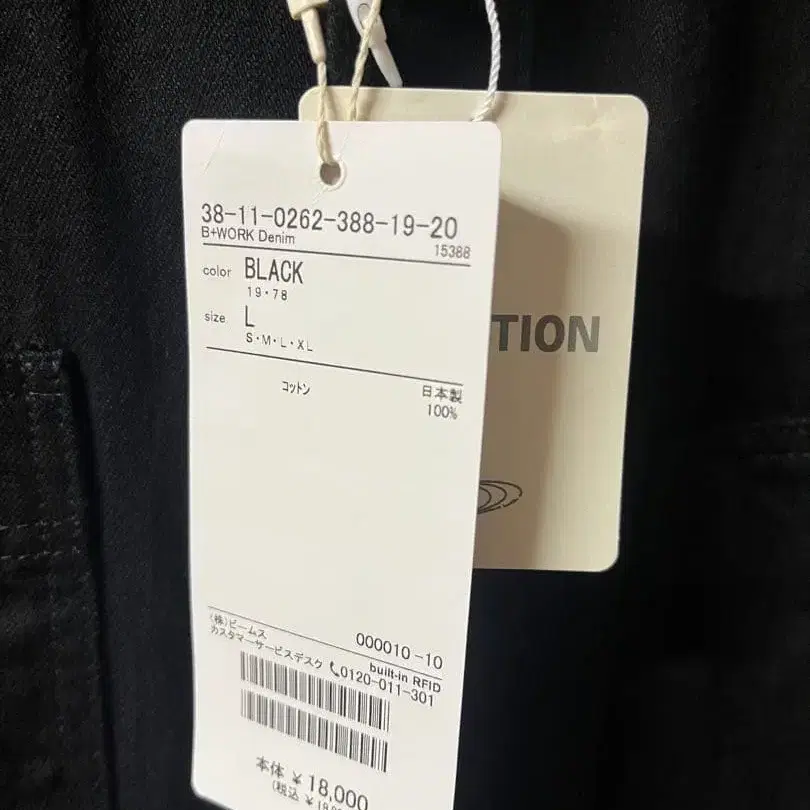 38-11-0262-388-19-20
B+WORK Denim
15388
color BLACK
19・78
size L
S・M・L・XL
日本製
コットン 100%
TION
000010-10
(株)ビームス built-in RFID
カスタマーサービスデスク 0120-011-301
本体 ¥18,000
(税込 ¥